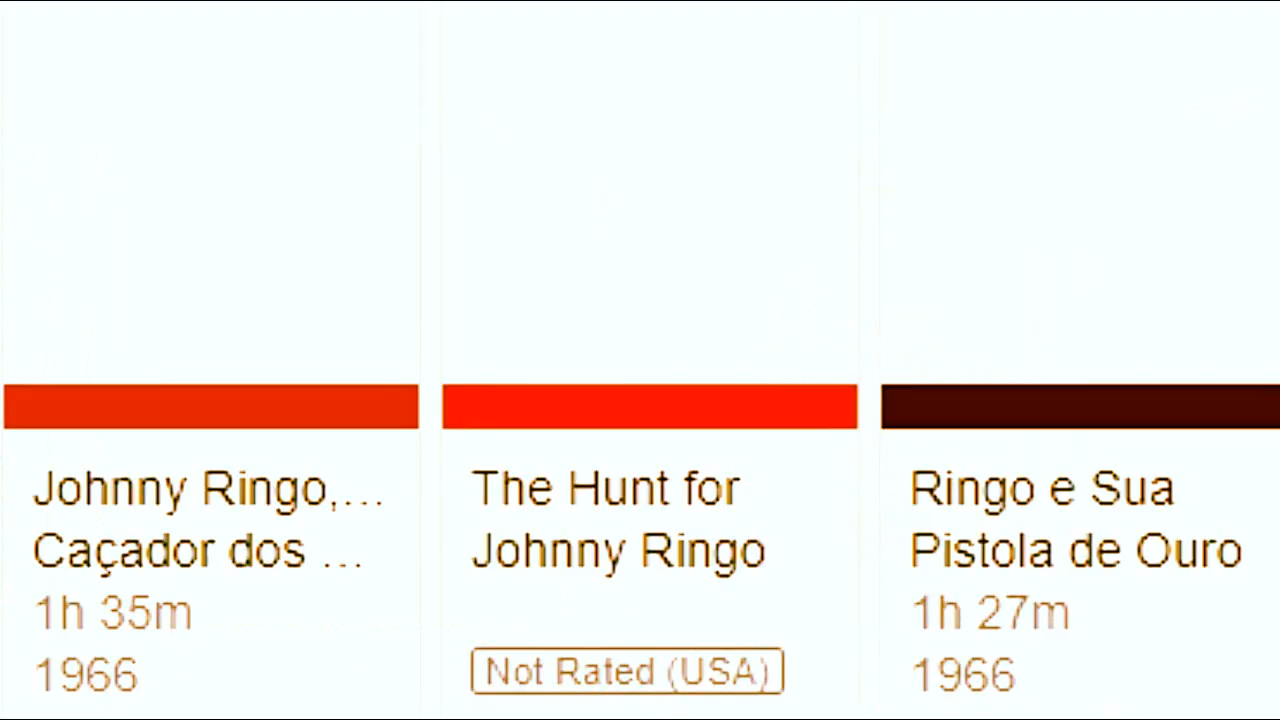 Johnny Ringo,...
Caçador dos ...
1h 35m
1966
The Hunt for
Johnny Ringo
Not Rated (USA)
Ringo e Sua
Pistola de Ouro
1h 27m
1966